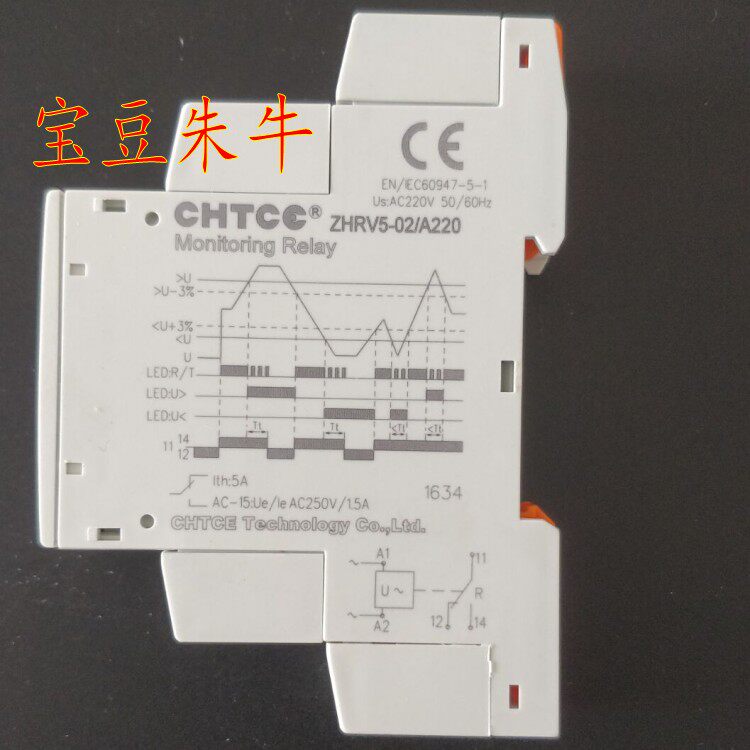 宝豆朱牛
CE
EN/IEC60947-5-1
Us:AC220V 50/60Hz
CHTCE® ZHRV5-02/A220
Monitoring Relay
>U
>U-3%
<U+3%
<U
U
LED:R/T
LED:U>
LED:U<
Tt Tt <Tt <Tt
11 14
12
Ith:5A
AC-15:Ue/Ie AC250V/1.5A
1634
CHTCE Technology Co.,Ltd.
A1 11
U~ R
A2 12 14